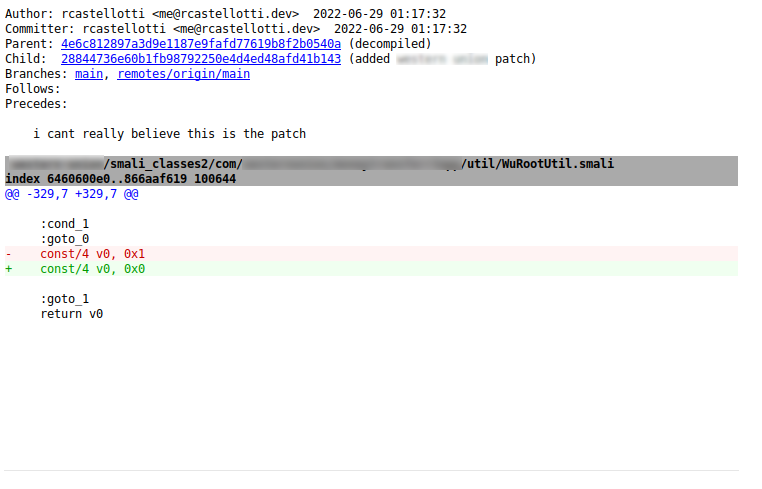 Author: rcastellotti <me@rcastellotti.dev>  2022-06-29 01:17:32
Committer: rcastellotti <me@rcastellotti.dev>  2022-06-29 01:17:32
Parent: 4e6c812897a3d9e1187e9fafd77619b8f2b0540a (decompiled)
Child:  28844736e60b1fb98792250e4d4ed48afd41b143 (added patch)
Branches: main, remotes/origin/main
Follows:
Precedes:
i cant really believe this is the patch
/smali_classes2/com/ /util/WuRootUtil.smali
index 6460600e0..866aaf619 100644
@@ -329,7 +329,7 @@
:cond_1
:goto_0
-    const/4 v0, 0x1
+    const/4 v0, 0x0
:goto_1
return v0